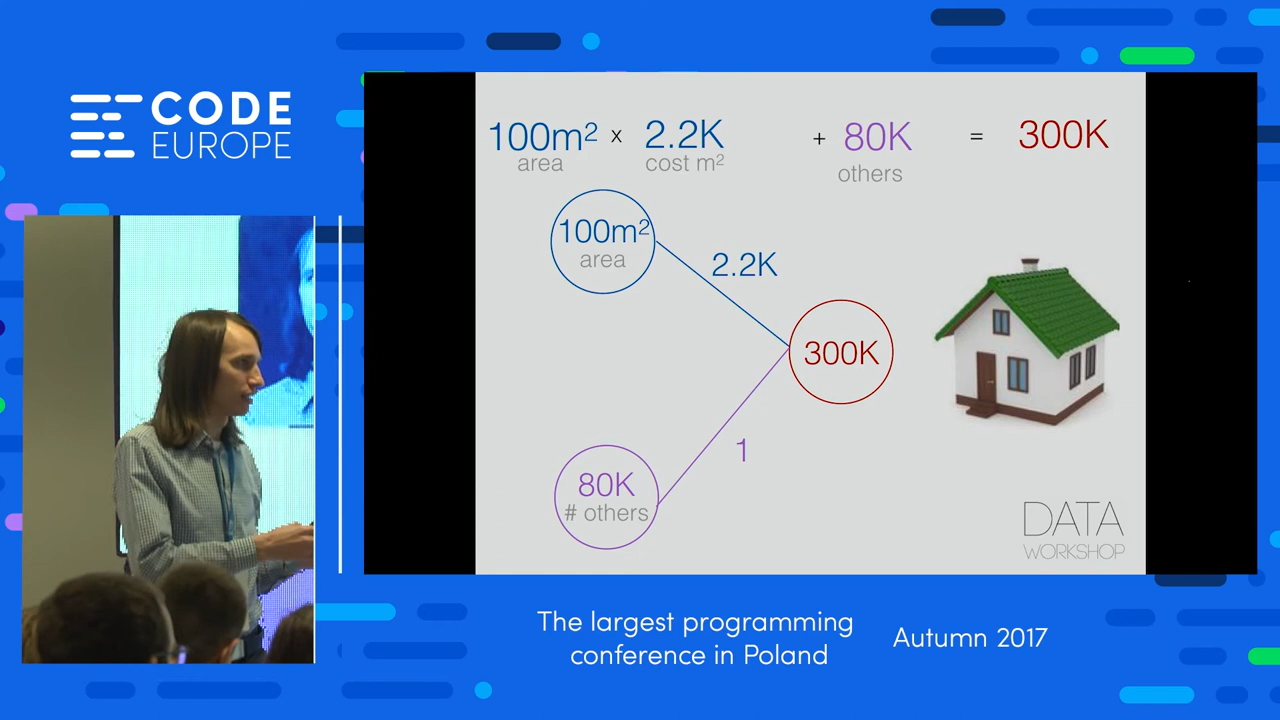 CODE
EUROPE
100m² x 2.2K + 80K = 300K
area cost m² others
100m²
area
2.2K
300K
1
80K
# others
DATA
WORKSHOP
The largest programming
conference in Poland
Autumn 2017